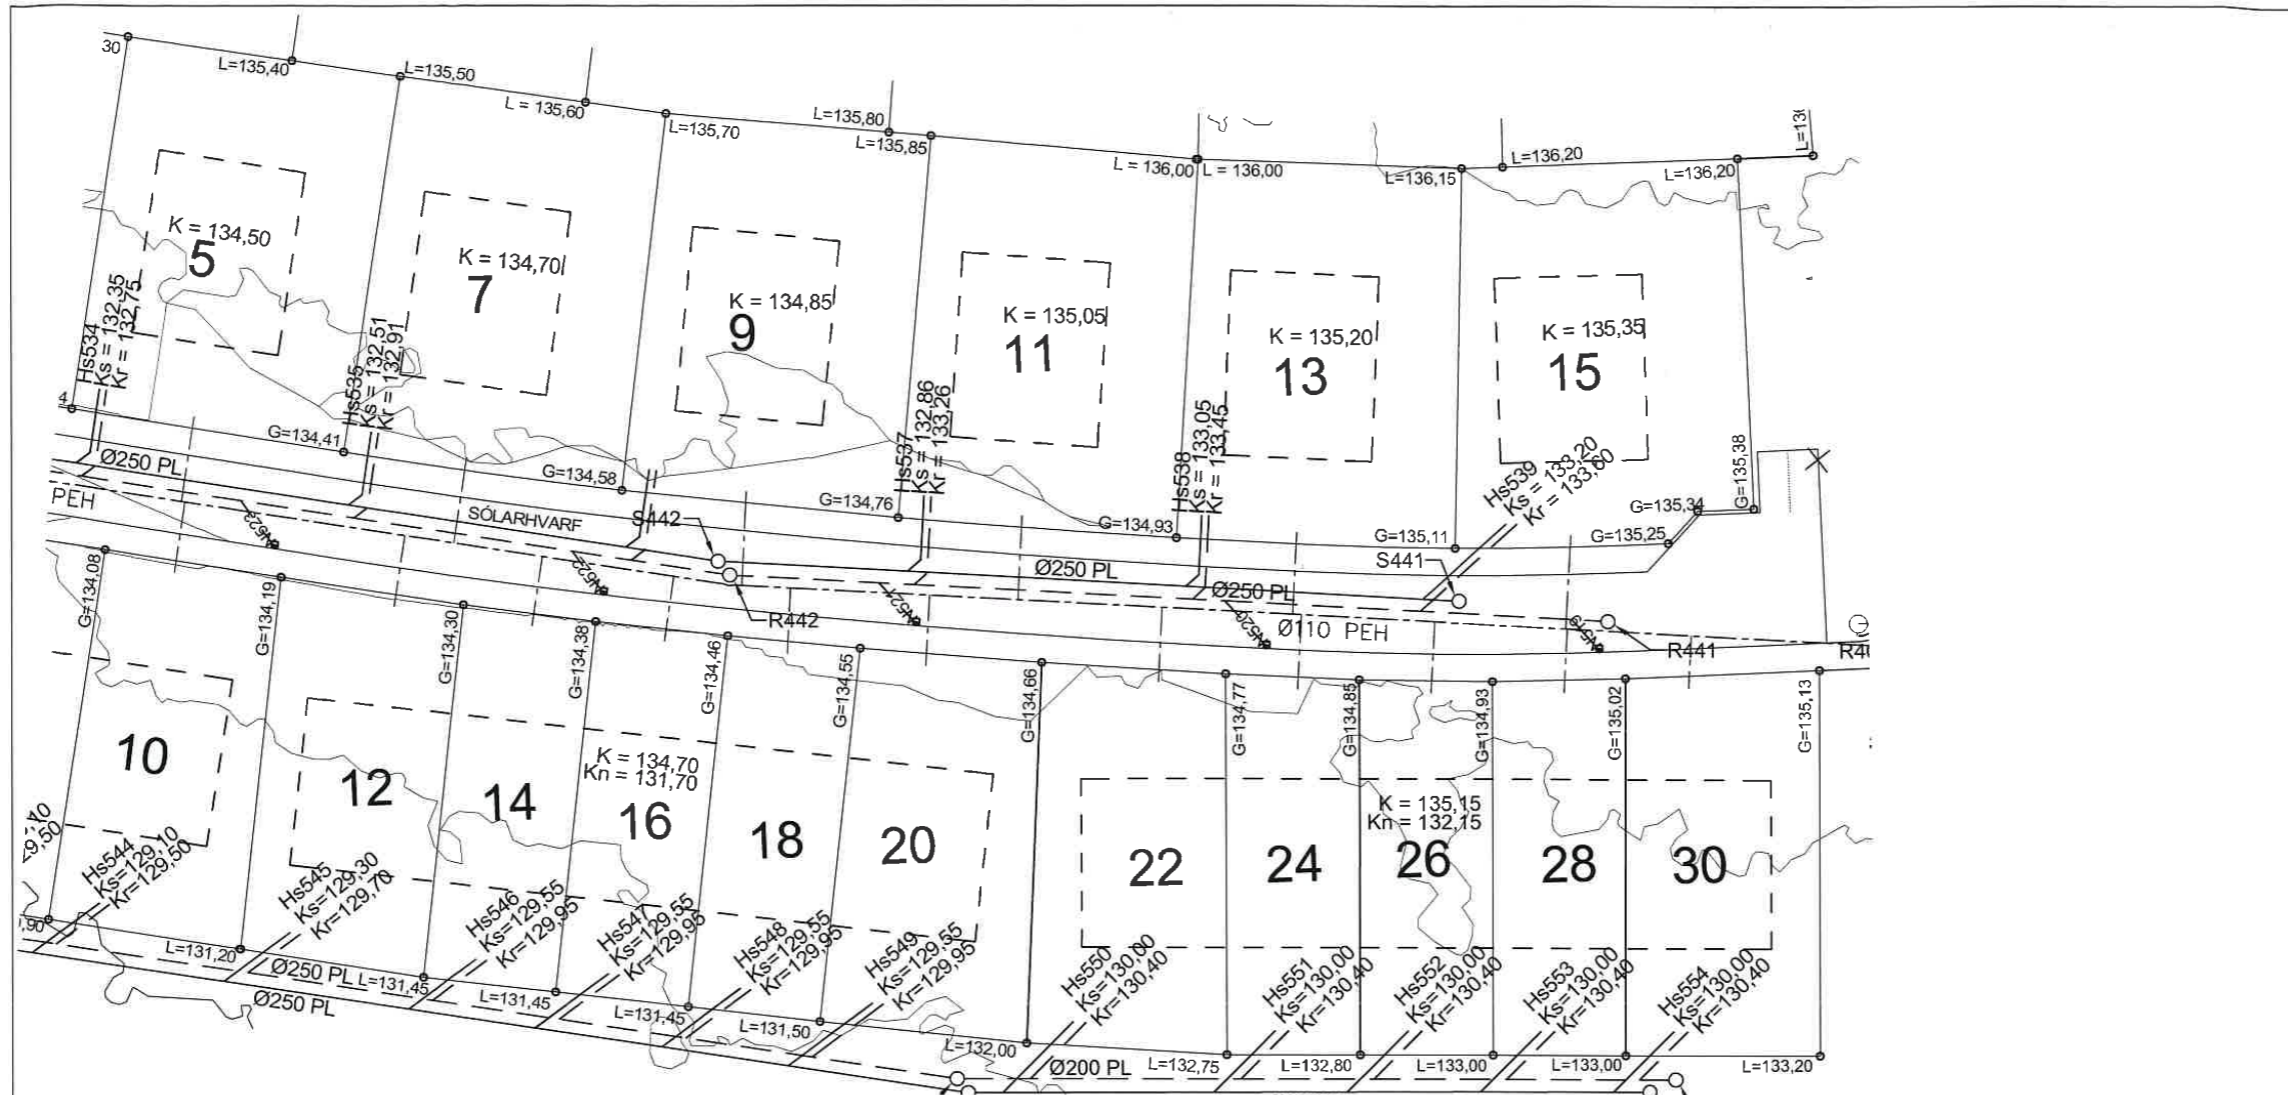 30
L=135,40
L=135,50
L = 135,60
L=135,70
L=135,80
L=135,85
L = 136,00
L = 136,00
L=136,15
L=136,20
L=136,20
K = 134,50
5
K = 134,70
7
K = 134,85
9
K = 135,05
11
K = 135,20
13
K = 135,35
15
Hs534
Ks = 132,35
Kr = 132,75
Hs535
Ks = 132,51
Kr = 132,91
Hs537
Ks = 132,86
Kr = 133,26
Hs538
Ks = 133,05
Kr = 133,45
Hs539
Ks = 133,20
Kr = 133,60
4
G=134,41
G=134,58
G=134,76
G=134,93
G=135,11
G=135,25
G=135,34
G=135,38
Ø250 PL
PEH
SÓLARHVARF
S442
R442
Ø250 PL
Ø250 PL
S441
Ø110 PEH
R441
VN523
VN522
VN521
VN520
VN519
G=134,08
G=134,19
G=134,30
G=134,38
G=134,46
G=134,55
G=134,66
G=134,77
G=134,85
G=134,93
G=135,02
G=135,13
10
12
14
K = 134,70
Kn = 131,70
16
18
20
22
24
K = 135,15
Kn = 132,15
26
28
30
Hs544
Ks=129,10
Kr=129,50
Hs545
Ks=129,30
Kr=129,70
Hs546
Ks=129,55
Kr=129,95
Hs547
Ks=129,55
Kr=129,95
Hs548
Ks=129,55
Kr=129,95
Hs549
Ks=129,55
Kr=129,95
Hs550
Ks=130,00
Kr=130,40
Hs551
Ks=130,00
Kr=130,40
Hs552
Ks=130,00
Kr=130,40
Hs553
Ks=130,00
Kr=130,40
Hs554
Ks=130,00
Kr=130,40
L=131,20
Ø250 PL
L=131,45
Ø250 PL
L=131,45
L=131,45
L=131,50
L=132,00
Ø200 PL
L=132,75
L=132,80
L=133,00
L=133,00
L=133,20